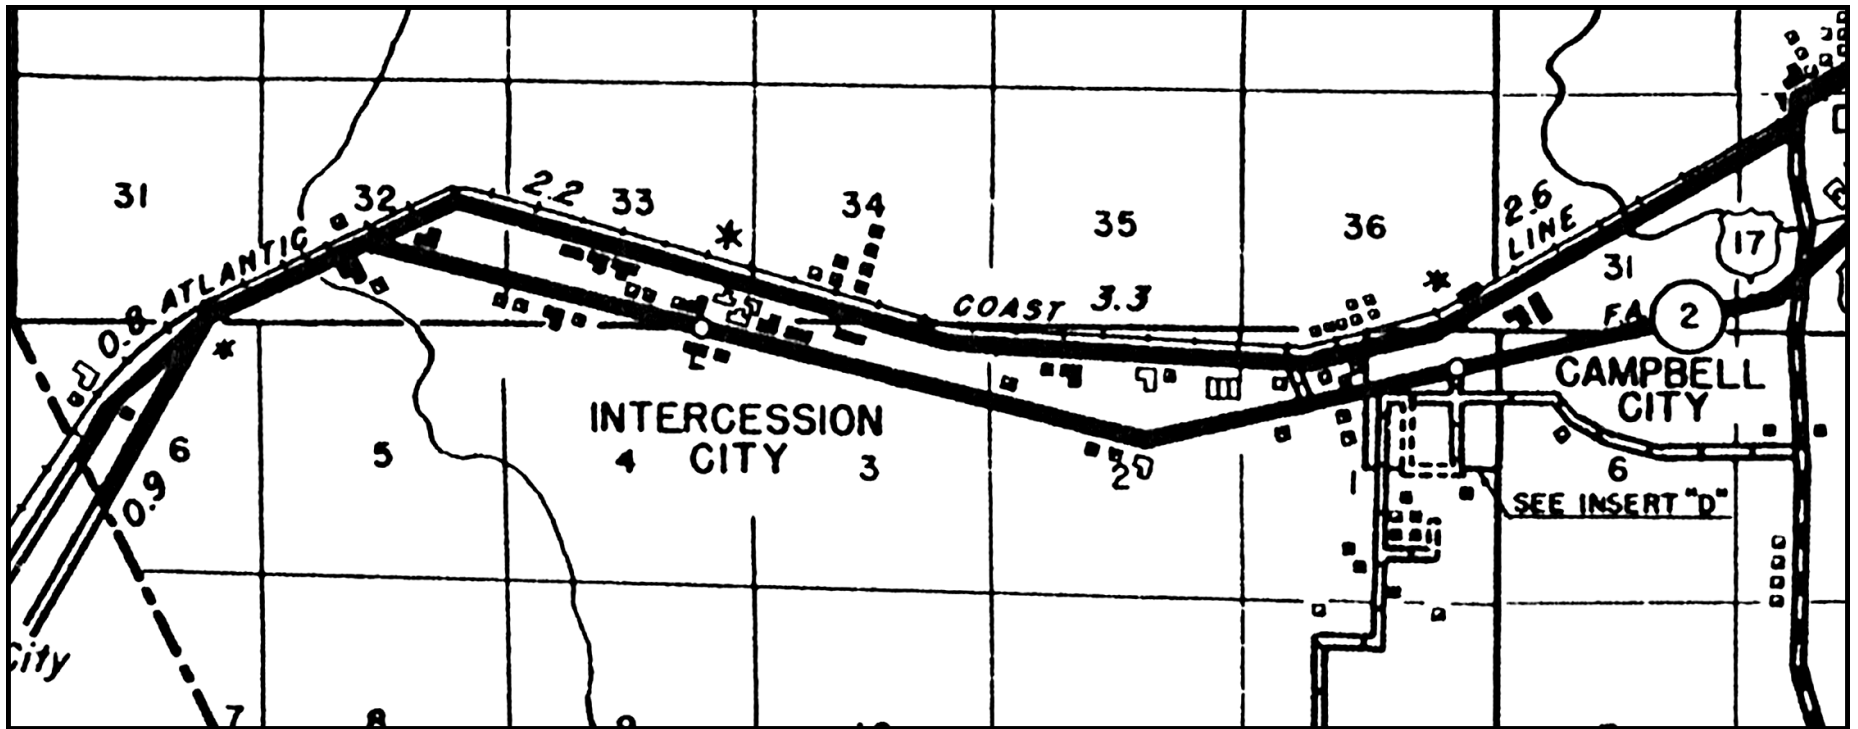 31
32
2.2
33
34
35
36
2.6
LINE
31
17
0.8
ATLANTIC
COAST
3.3
F.A.
2
CAMPBELL
CITY
INTERCESSION
CITY
6
5
4
3
2
1
6
0.9
SEE INSERT "D"
City
7
8
9